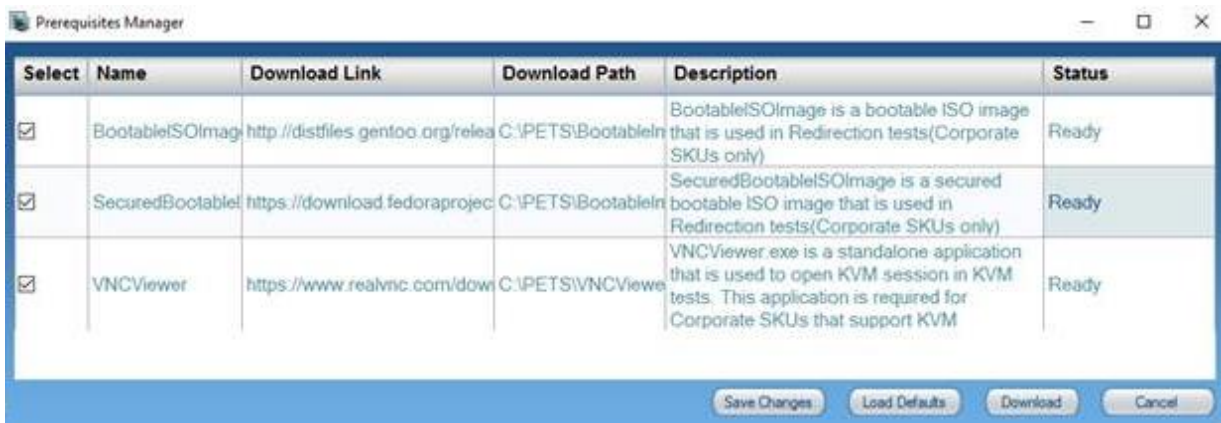 Prerequisites Manager
Select Name Download Link Download Path Description Status
BootableISOImag http://distfiles.gentoo.org/relea C:\PETS\BootableIn BootableISOImage is a bootable ISO image
that is used in Redirection tests(Corporate
SKUs only) Ready
SecuredBootableI https://download.fedoraprojec C:\PETS\BootableIn SecuredBootableISOImage is a secured
bootable ISO image that is used in
Redirection tests(Corporate SKUs only) Ready
VNCViewer https://www.realvnc.com/dow C:\PETS\VNCViewe VNCViewer.exe is a standalone application
that is used to open KVM session in KVM
tests. This application is required for
Corporate SKUs that support KVM Ready
Save Changes Load Defaults Download Cancel